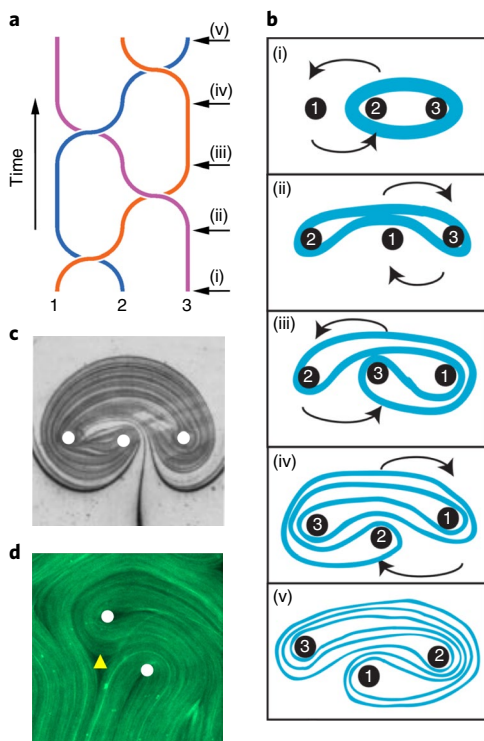 a
(v)
(iv)
(iii)
(ii)
(i)
Time
1 2 3
b
(i)
1 2 3
(ii)
2 1 3
(iii)
2 3 1
(iv)
3 2 1
(v)
3 1 2
c
d